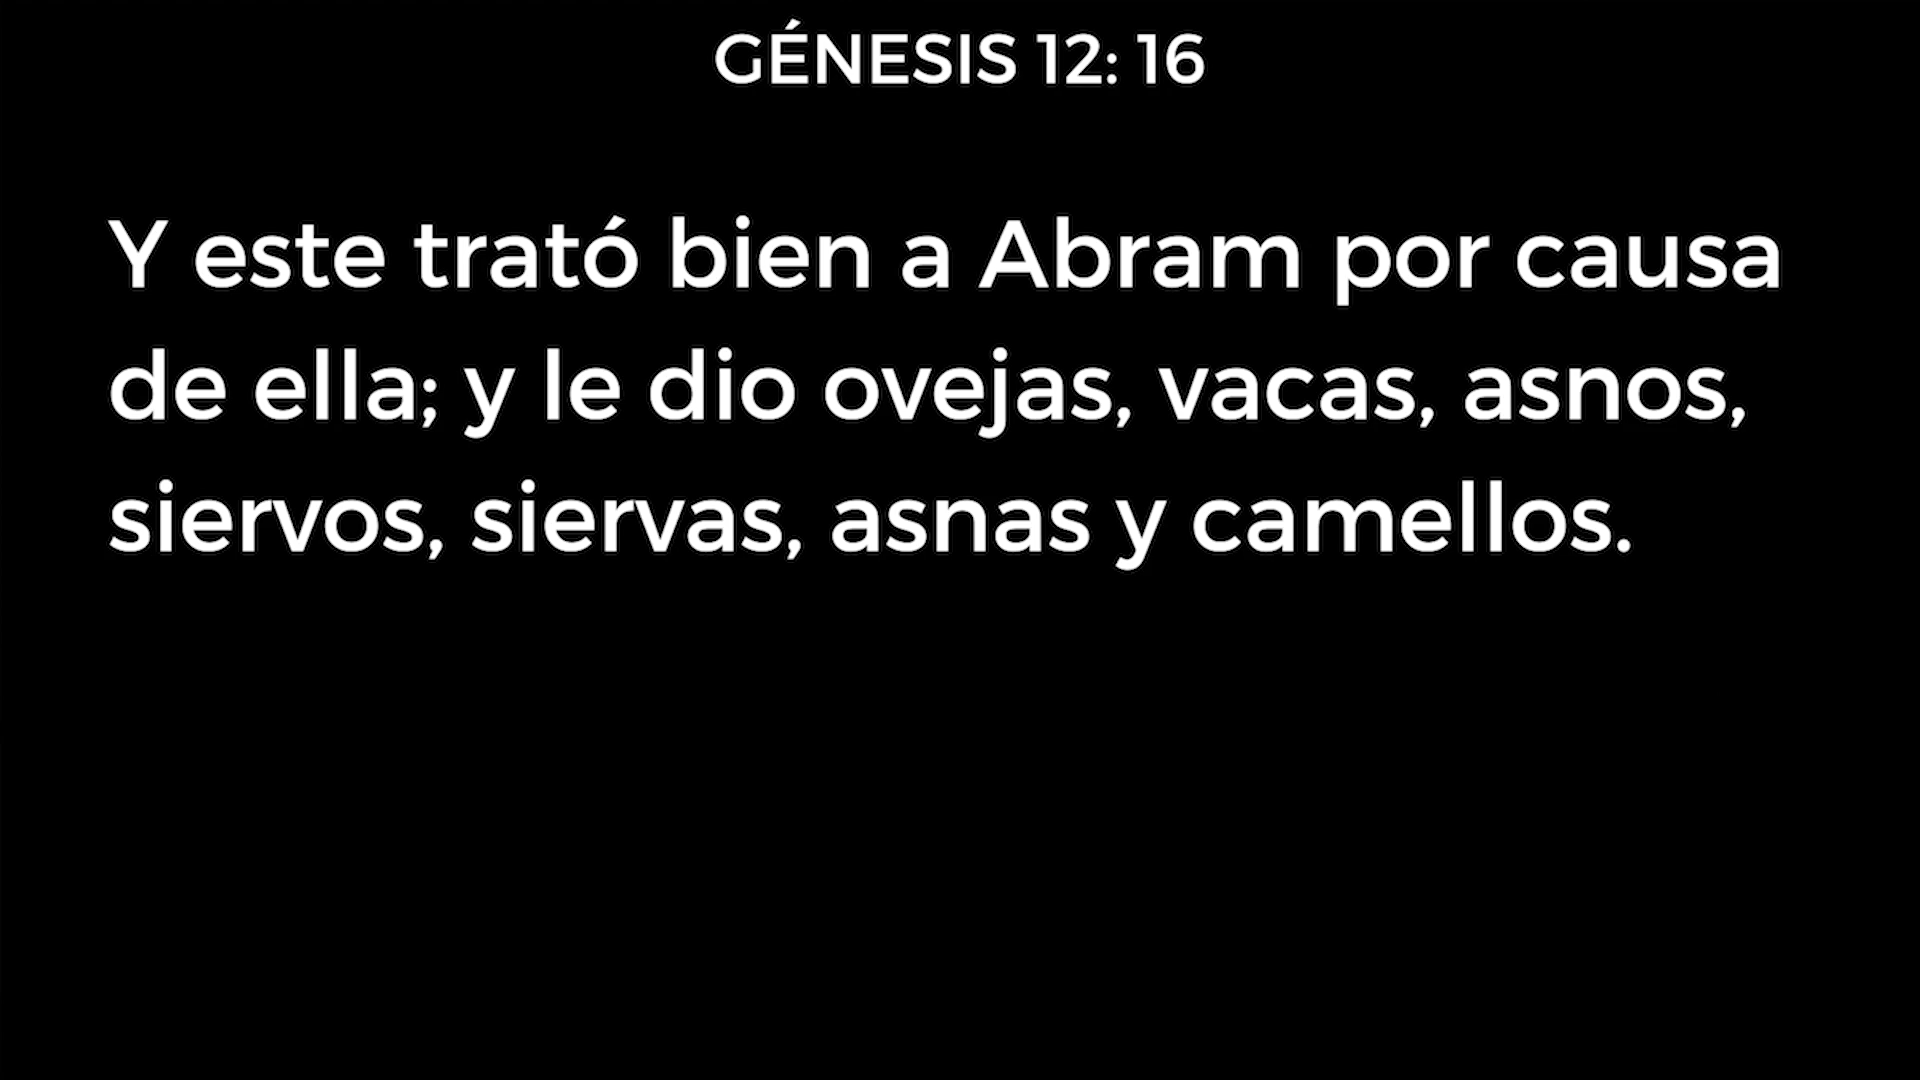 GÉNESIS 12: 16
Y este trató bien a Abram por causa
de ella; y le dio ovejas, vacas, asnos,
siervos, siervas, asnas y camellos.